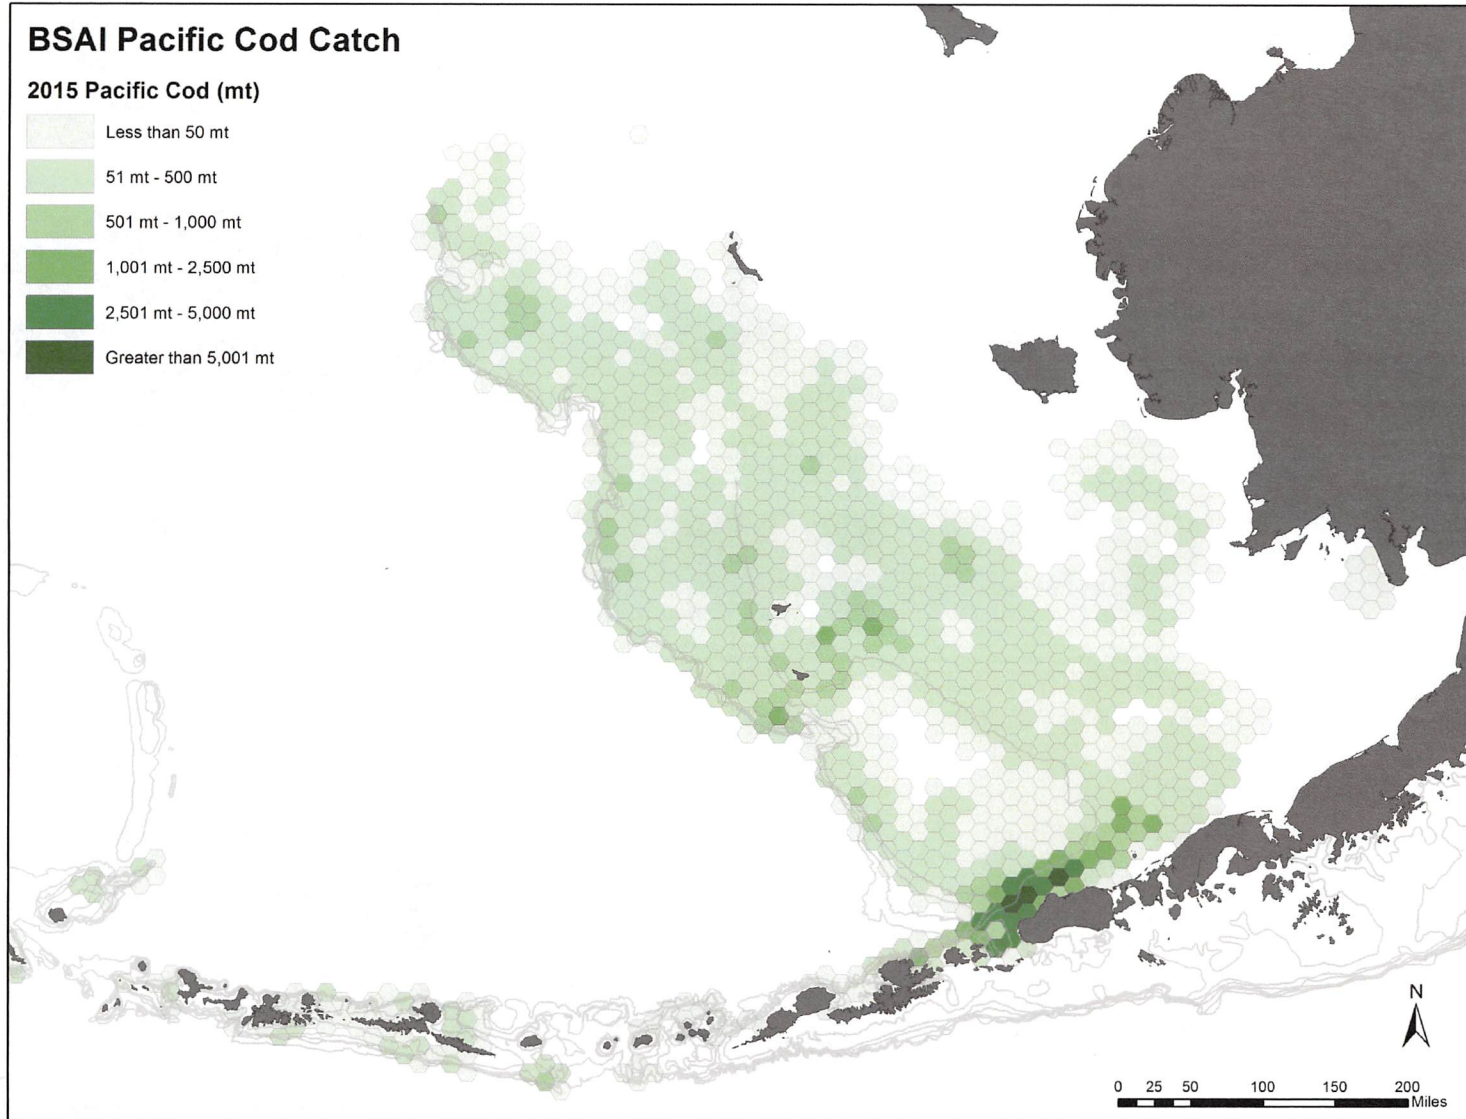 BSAI Pacific Cod Catch
2015 Pacific Cod (mt)
Less than 50 mt
51 mt - 500 mt
501 mt - 1,000 mt
1,001 mt - 2,500 mt
2,501 mt - 5,000 mt
Greater than 5,001 mt
N
0 25 50 100 150 200
Miles